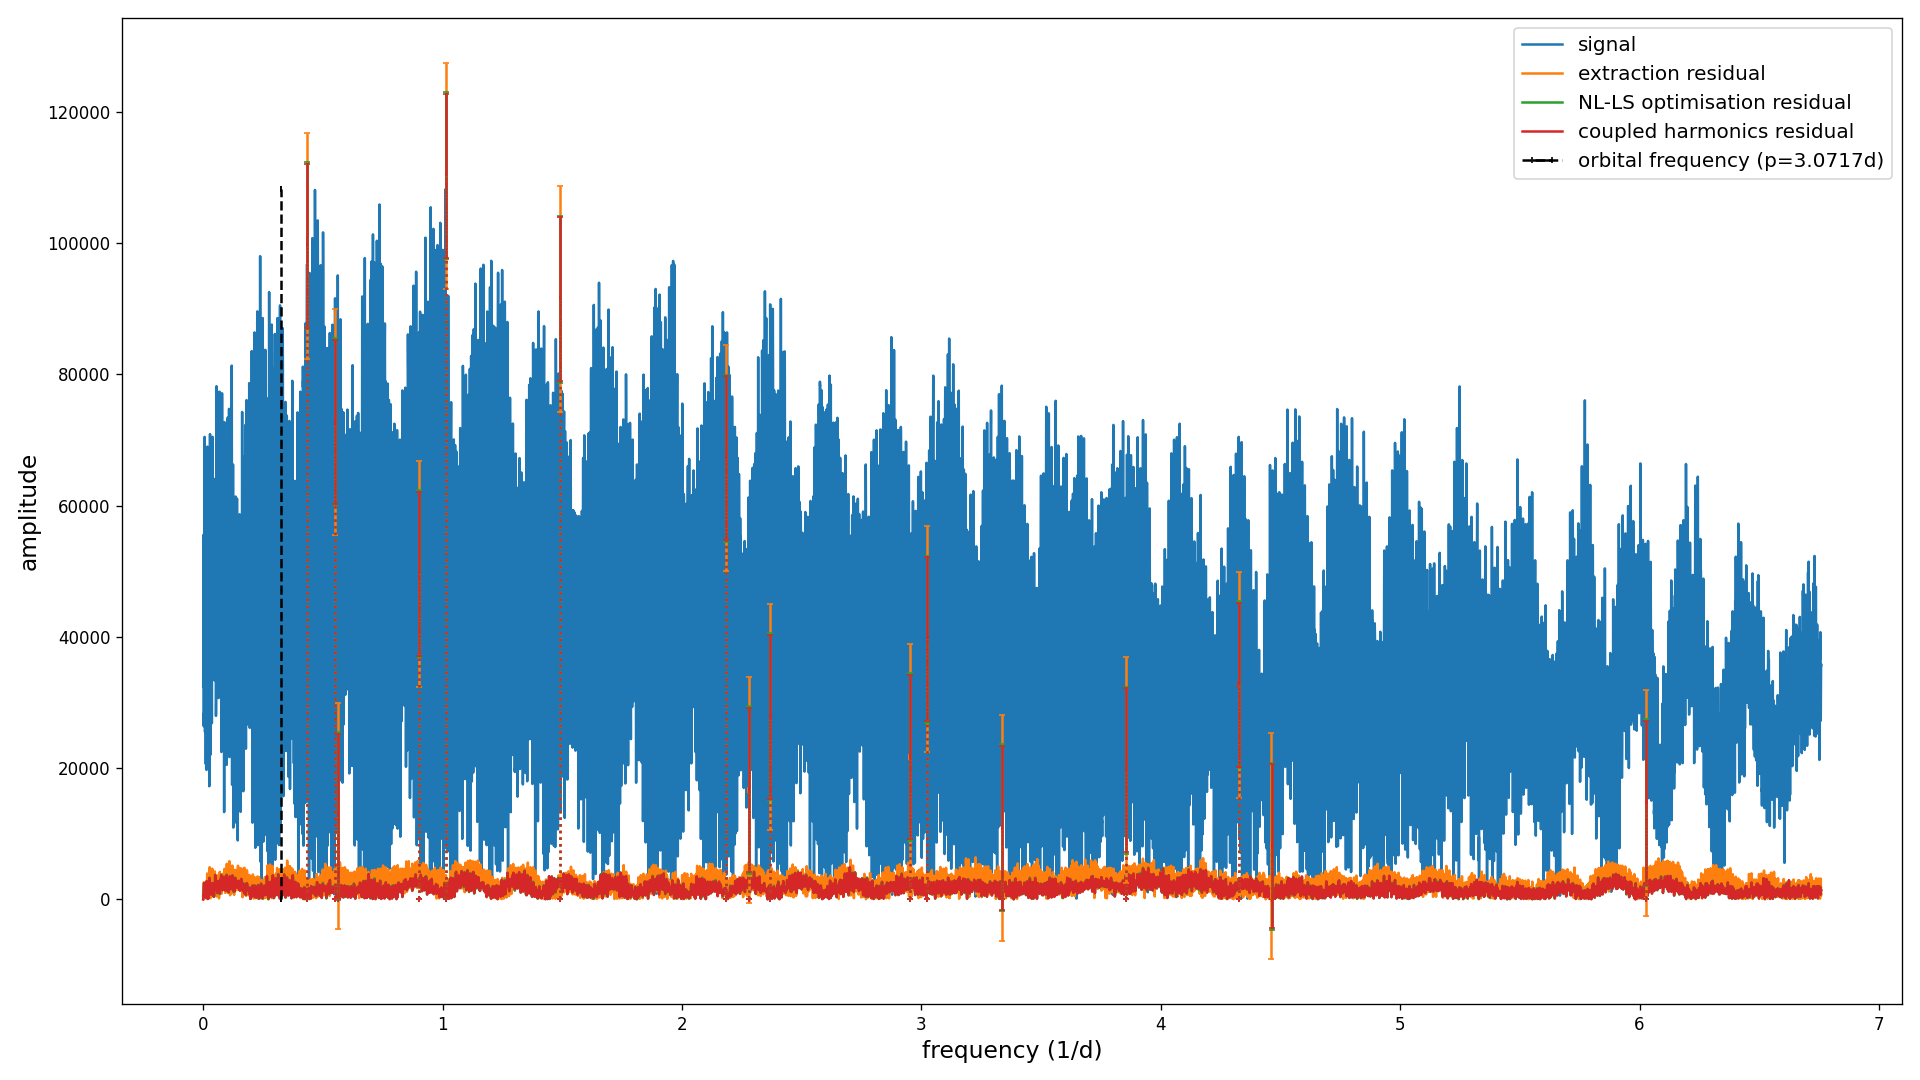 signal
extraction residual
NL-LS optimisation residual
coupled harmonics residual
orbital frequency (p=3.0717d)
amplitude
120000
100000
80000
60000
40000
20000
0
0 1 2 3 4 5 6 7
frequency (1/d)